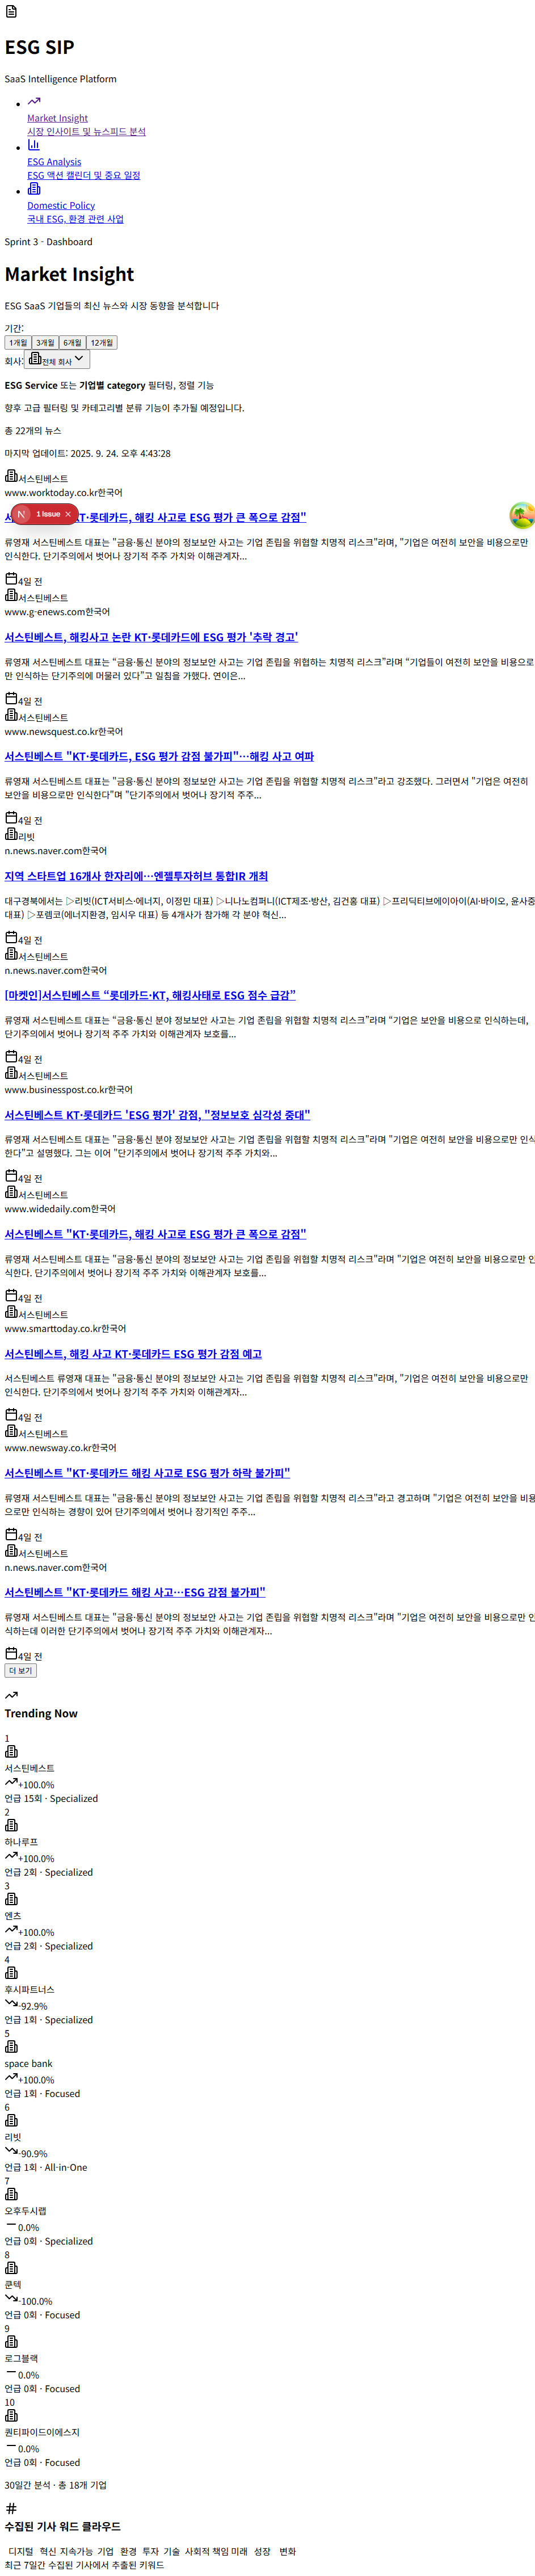 ESG SIP
SaaS Intelligence Platform
Market Insight
시장 인사이트 및 뉴스피드 분석
ESG Analysis
ESG 액션 캘린더 및 중요 일정
Domestic Policy
국내 ESG, 환경 관련 사업
Sprint 3 - Dashboard
Market Insight
ESG SaaS 기업들의 최신 뉴스와 시장 동향을 분석합니다
기간:
1개월 3개월 6개월 12개월
회사: 전체 회사
ESG Service 또는 기업별 category 필터링, 정렬 기능
향후 고급 필터링 및 카테고리별 분류 기능이 추가될 예정입니다.
총 22개의 뉴스
마지막 업데이트: 2025. 9. 24. 오후 4:43:28
서스틴베스트
www.worktoday.co.kr한국어
KT·롯데카드, 해킹 사고로 ESG 평가 큰 폭으로 감점"
N 1 Issue ×
류영재 서스틴베스트 대표는 "금융·통신 분야의 정보보안 사고는 기업 존립을 위협할 치명적 리스크"라며, "기업은 여전히 보안을 비용으로만
인식한다. 단기주의에서 벗어나 장기적 주주 가치와 이해관계자...
4일 전
서스틴베스트
www.g-enews.com한국어
서스틴베스트, 해킹사고 논란 KT·롯데카드에 ESG 평가 '추락 경고'
류영재 서스틴베스트 대표는 “금융·통신 분야의 정보보안 사고는 기업 존립을 위협하는 치명적 리스크”라며 “기업들이 여전히 보안을 비용으로
만 인식하는 단기주의에 머물러 있다”고 일침을 가했다. 연이은...
4일 전
서스틴베스트
www.newsquest.co.kr한국어
서스틴베스트 "KT·롯데카드, ESG 평가 감점 불가피"…해킹 사고 여파
류영재 서스틴베스트 대표는 "금융·통신 분야의 정보보안 사고는 기업 존립을 위협할 치명적 리스크"라고 강조했다. 그러면서 "기업은 여전히
보안을 비용으로만 인식한다"며 "단기주의에서 벗어나 장기적 주주...
4일 전
리빗
n.news.naver.com한국어
지역 스타트업 16개사 한자리에…엔젤투자허브 통합IR 개최
대구경북에서는 ▷리빗(ICT서비스·에너지, 이정민 대표) ▷니나노컴퍼니(ICT제조·방산, 김건홍 대표) ▷프리딕티브에이아이(AI·바이오, 윤사중
대표) ▷포렘코(에너지환경, 임시우 대표) 등 4개사가 참가해 각 분야 혁신...
4일 전
서스틴베스트
n.news.naver.com한국어
[마켓인]서스틴베스트 “롯데카드·KT, 해킹사태로 ESG 점수 급감”
류영재 서스틴베스트 대표는 “금융·통신 분야 정보보안 사고는 기업 존립을 위협할 치명적 리스크”라며 “기업은 보안을 비용으로 인식하는데,
단기주의에서 벗어나 장기적 주주 가치와 이해관계자 보호를...
4일 전
서스틴베스트
www.businesspost.co.kr한국어
서스틴베스트 KT·롯데카드 'ESG 평가' 감점, "정보보호 심각성 중대"
류영재 서스틴베스트 대표는 "금융·통신 분야 정보보안 사고는 기업 존립을 위협할 치명적 리스크"라며 "기업은 여전히 보안을 비용으로만 인식
한다"고 설명했다. 그는 이어 "단기주의에서 벗어나 장기적 주주 가치와...
4일 전
서스틴베스트
www.widedaily.com한국어
서스틴베스트 "KT·롯데카드, 해킹 사고로 ESG 평가 큰 폭으로 감점"
류영재 서스틴베스트 대표는 "금융·통신 분야의 정보보안 사고는 기업 존립을 위협할 치명적 리스크"라며 "기업은 여전히 보안을 비용으로만 인
식한다. 단기주의에서 벗어나 장기적 주주 가치와 이해관계자 보호를...
4일 전
서스틴베스트
www.smarttoday.co.kr한국어
서스틴베스트, 해킹 사고 KT·롯데카드 ESG 평가 감점 예고
서스틴베스트 류영재 대표는 "금융·통신 분야의 정보보안 사고는 기업 존립을 위협할 치명적 리스크"라며, "기업은 여전히 보안을 비용으로만
인식한다. 단기주의에서 벗어나 장기적 주주 가치와 이해관계자...
4일 전
서스틴베스트
www.newsway.co.kr한국어
서스틴베스트 "KT·롯데카드 해킹 사고로 ESG 평가 하락 불가피"
류영재 서스틴베스트 대표는 "금융·통신 분야의 정보보안 사고는 기업 존립을 위협할 치명적 리스크"라고 경고하며 "기업은 여전히 보안을 비용
으로만 인식하는 경향이 있어 단기주의에서 벗어나 장기적인 주주...
4일 전
서스틴베스트
n.news.naver.com한국어
서스틴베스트 "KT·롯데카드 해킹 사고…ESG 감점 불가피"
류영재 서스틴베스트 대표는 "금융·통신 분야의 정보보안 사고는 기업 존립을 위협할 치명적 리스크"라며 "기업은 여전히 보안을 비용으로만 인
식하는데 이러한 단기주의에서 벗어나 장기적 주주 가치와 이해관계자...
4일 전
더 보기
Trending Now
1
서스틴베스트
+100.0%
언급 15회 · Specialized
2
하나루프
+100.0%
언급 2회 · Specialized
3
엔츠
+100.0%
언급 2회 · Specialized
4
후시파트너스
-92.9%
언급 1회 · Specialized
5
space bank
+100.0%
언급 1회 · Focused
6
리빗
-90.9%
언급 1회 · All-in-One
7
오후두시랩
0.0%
언급 0회 · Specialized
8
쿤텍
-100.0%
언급 0회 · Focused
9
로그블랙
0.0%
언급 0회 · Focused
10
퀀티파이드이에스지
0.0%
언급 0회 · Focused
30일간 분석 · 총 18개 기업
수집된 기사 워드 클라우드
디지털 혁신 지속가능 기업 환경 투자 기술 사회적 책임 미래 성장 변화
최근 7일간 수집된 기사에서 추출된 키워드